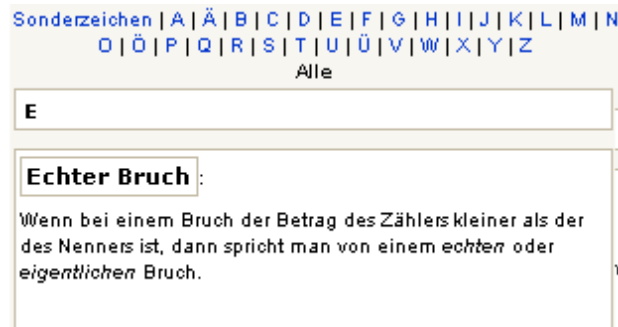 Sonderzeichen | A | Ä | B | C | D | E | F | G | H | I | J | K | L | M | N
O | Ö | P | Q | R | S | T | U | Ü | V | W | X | Y | Z
Alle
E
Echter Bruch:
Wenn bei einem Bruch der Betrag des Zählers kleiner als der
des Nenners ist, dann spricht man von einem echten oder
eigentlichen Bruch.